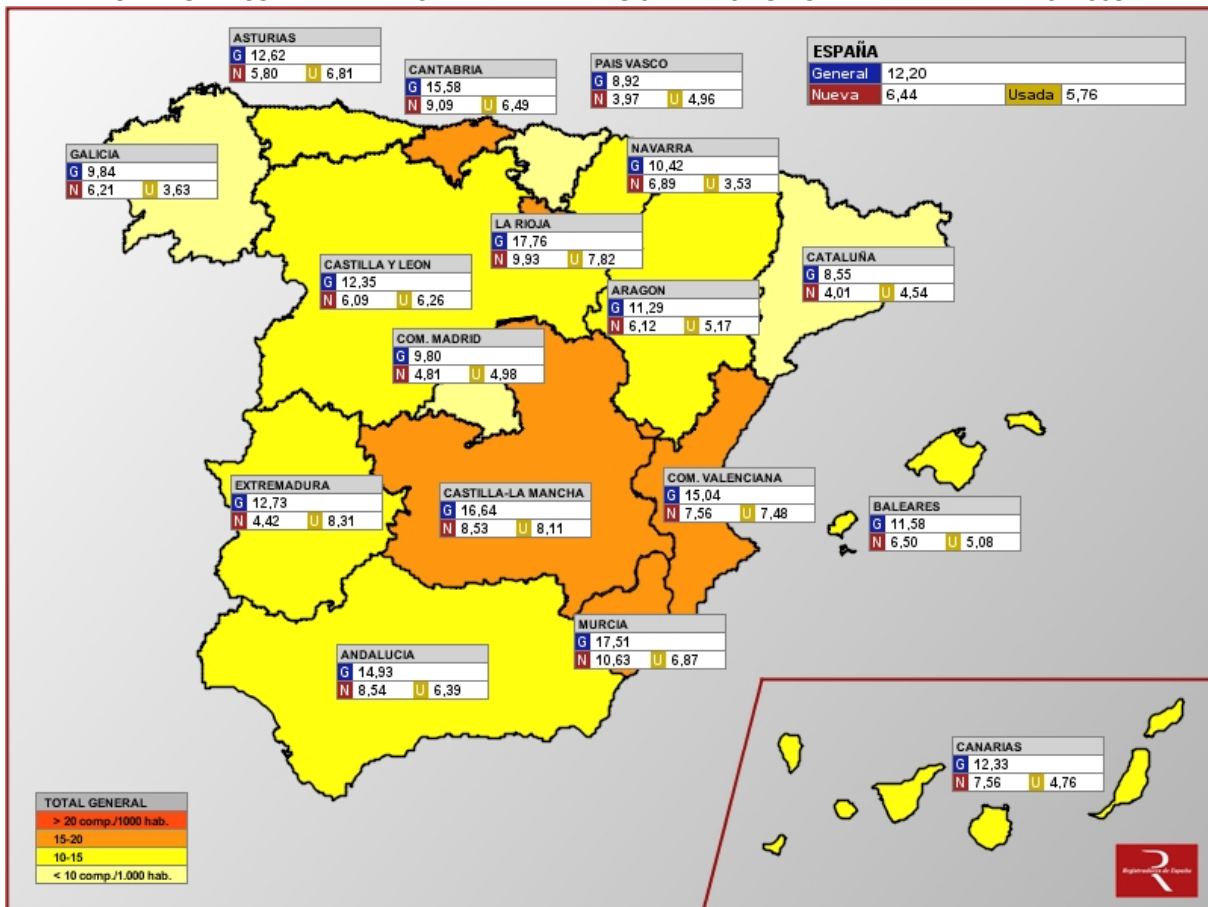 ASTURIAS
G 12,62
N 5,80 U 6,81
CANTABRIA
G 15,58
N 9,09 U 6,49
PAIS VASCO
G 8,92
N 3,97 U 4,96
ESPAÑA
General 12,20
Nueva 6,44 Usada 5,76
GALICIA
G 9,84
N 6,21 U 3,63
NAVARRA
G 10,42
N 6,89 U 3,53
LA RIOJA
G 17,76
N 9,93 U 7,82
CATALUÑA
G 8,55
N 4,01 U 4,54
CASTILLA Y LEON
G 12,35
N 6,09 U 6,26
ARAGON
G 11,29
N 6,12 U 5,17
COM. MADRID
G 9,80
N 4,81 U 4,98
EXTREMADURA
G 12,73
N 4,42 U 8,31
CASTILLA-LA MANCHA
G 16,64
N 8,53 U 8,11
COM. VALENCIANA
G 15,04
N 7,56 U 7,48
BALEARES
G 11,58
N 6,50 U 5,08
MURCIA
G 17,51
N 10,63 U 6,87
ANDALUCIA
G 14,93
N 8,54 U 6,39
CANARIAS
G 12,33
N 7,56 U 4,76
TOTAL GENERAL
> 20 comp./1000 hab.
15-20
10-15
< 10 comp./1.000 hab.
R
Registradores de España